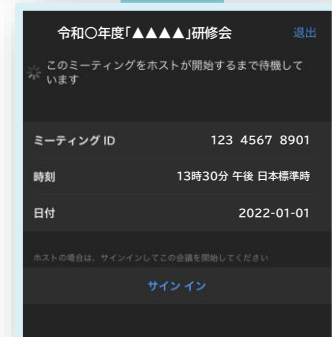 令和〇年度「▲▲▲▲」研修会
退出
このミーティングをホストが開始するまで待機して
います
ミーティング ID 123 4567 8901
時刻 13時30分 午後 日本標準時
日付 2022-01-01
ホストの場合は、サインインしてこの会議を開始してください
サイン イン